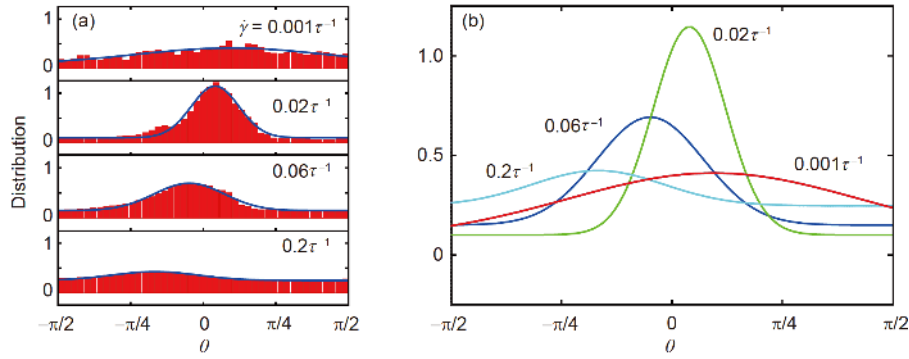 (a)
γ̇ = 0.001τ⁻¹
1
0
0.02τ⁻¹
1
0
0.06τ⁻¹
1
0
0.2τ⁻¹
1
0
Distribution
−π/2 −π/4 0 π/4 π/2
θ
(b)
1.0
0.5
0
0.02τ⁻¹
0.06τ⁻¹
0.2τ⁻¹
0.001τ⁻¹
−π/2 −π/4 0 π/4 π/2
θ